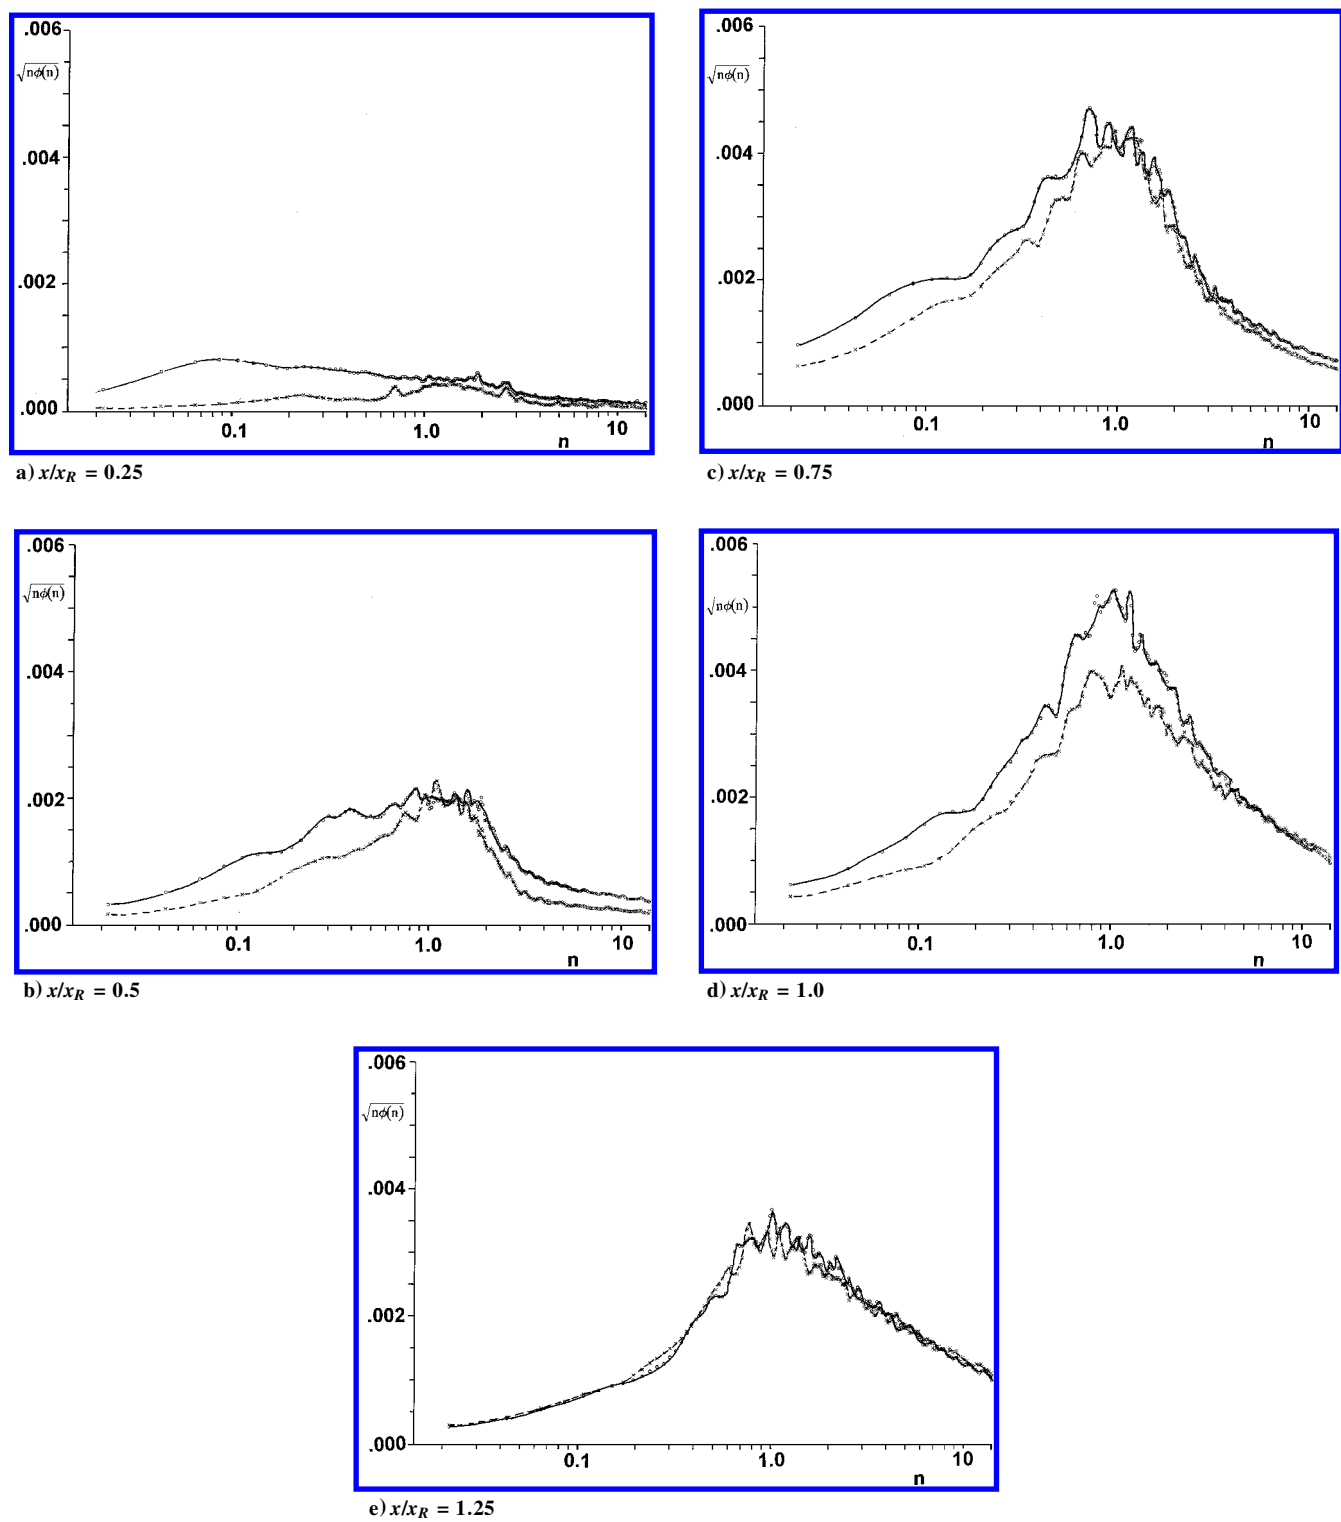 .006
√nϕ(n)
.004
.002
.000
0.1 1.0 10
n
a) x/xR = 0.25
.006
√nϕ(n)
.004
.002
.000
0.1 1.0 10
n
c) x/xR = 0.75
.006
√nϕ(n)
.004
.002
.000
0.1 1.0 10
n
b) x/xR = 0.5
.006
√nϕ(n)
.004
.002
.000
0.1 1.0 10
n
d) x/xR = 1.0
.006
√nϕ(n)
.004
.002
.000
0.1 1.0 10
n
e) x/xR = 1.25